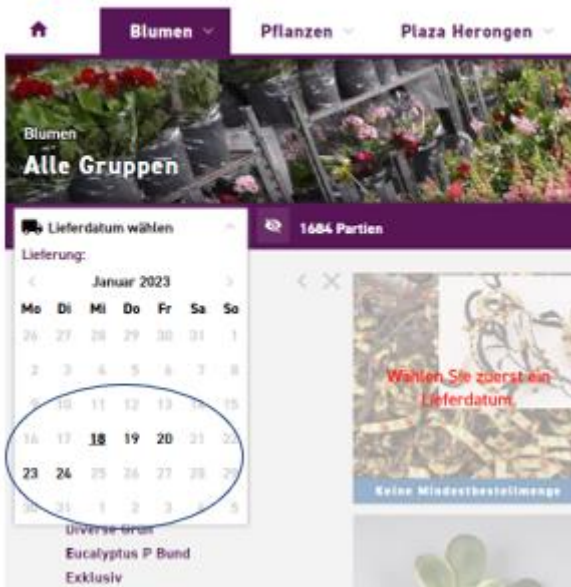 Blumen Pflanzen Plaza Herongen
Blumen
Alle Gruppen
Lieferdatum wählen
1684 Partien
Lieferung:
Januar 2023
Mo Di Mi Do Fr Sa So
26 27 28 29 30 31 1
2 3 4 5 6 7 8
9 10 11 12 13 14 15
16 17 18 19 20 21 22
23 24 25 26 27 28 29
30 31 1 2 3 4 5
Wählen Sie zuerst ein
Lieferdatum.
Keine Mindestbestellmenge
Diverse Grün
Eucalyptus P Bund
Exklusiv